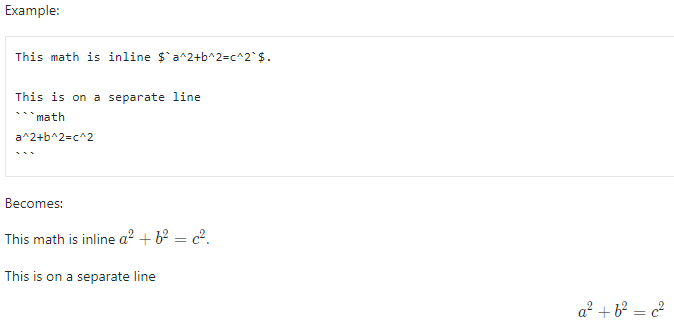 Example:
This math is inline $`a^2+b^2=c^2`$.
This is on a separate line
```math
a^2+b^2=c^2
```
Becomes:
This math is inline a² + b² = c².
This is on a separate line
a² + b² = c²